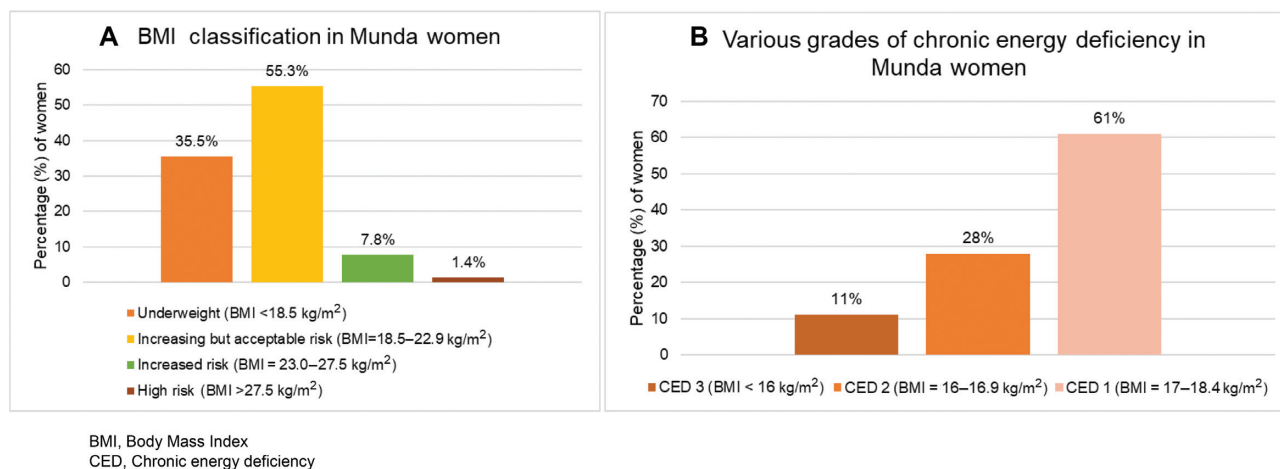 A BMI classification in Munda women
Percentage (%) of women
60
50
40
30
20
10
0
35.5%
55.3%
7.8%
1.4%
Underweight (BMI <18.5 kg/m²)
Increasing but acceptable risk (BMI=18.5–22.9 kg/m²)
Increased risk (BMI = 23.0–27.5 kg/m²)
High risk (BMI >27.5 kg/m²)
B Various grades of chronic energy deficiency in
Munda women
Percentage (%) of women
70
60
50
40
30
20
10
0
11%
28%
61%
CED 3 (BMI < 16 kg/m²) CED 2 (BMI = 16–16.9 kg/m²) CED 1 (BMI = 17–18.4 kg/m²)
BMI, Body Mass Index
CED, Chronic energy deficiency